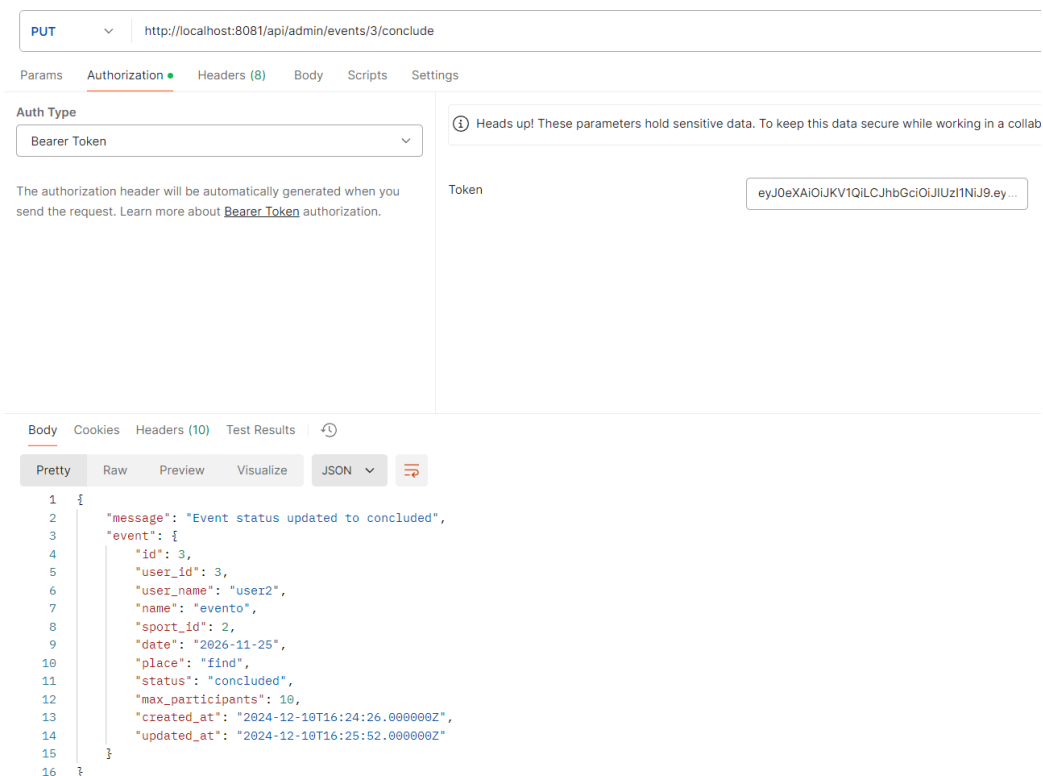 PUT http://localhost:8081/api/admin/events/3/conclude
Params Authorization Headers (8) Body Scripts Settings
Auth Type
Bearer Token
The authorization header will be automatically generated when you
send the request. Learn more about Bearer Token authorization.
Heads up! These parameters hold sensitive data. To keep this data secure while working in a collab
Token
eyJ0eXAiOiJKV1QiLCJhbGciOiJIUzI1NiJ9.ey...
Body Cookies Headers (10) Test Results
Pretty Raw Preview Visualize JSON
1 {
2 "message": "Event status updated to concluded",
3 "event": {
4 "id": 3,
5 "user_id": 3,
6 "user_name": "user2",
7 "name": "evento",
8 "sport_id": 2,
9 "date": "2026-11-25",
10 "place": "find",
11 "status": "concluded",
12 "max_participants": 10,
13 "created_at": "2024-12-10T16:24:26.000000Z",
14 "updated_at": "2024-12-10T16:25:52.000000Z"
15 }
16 }